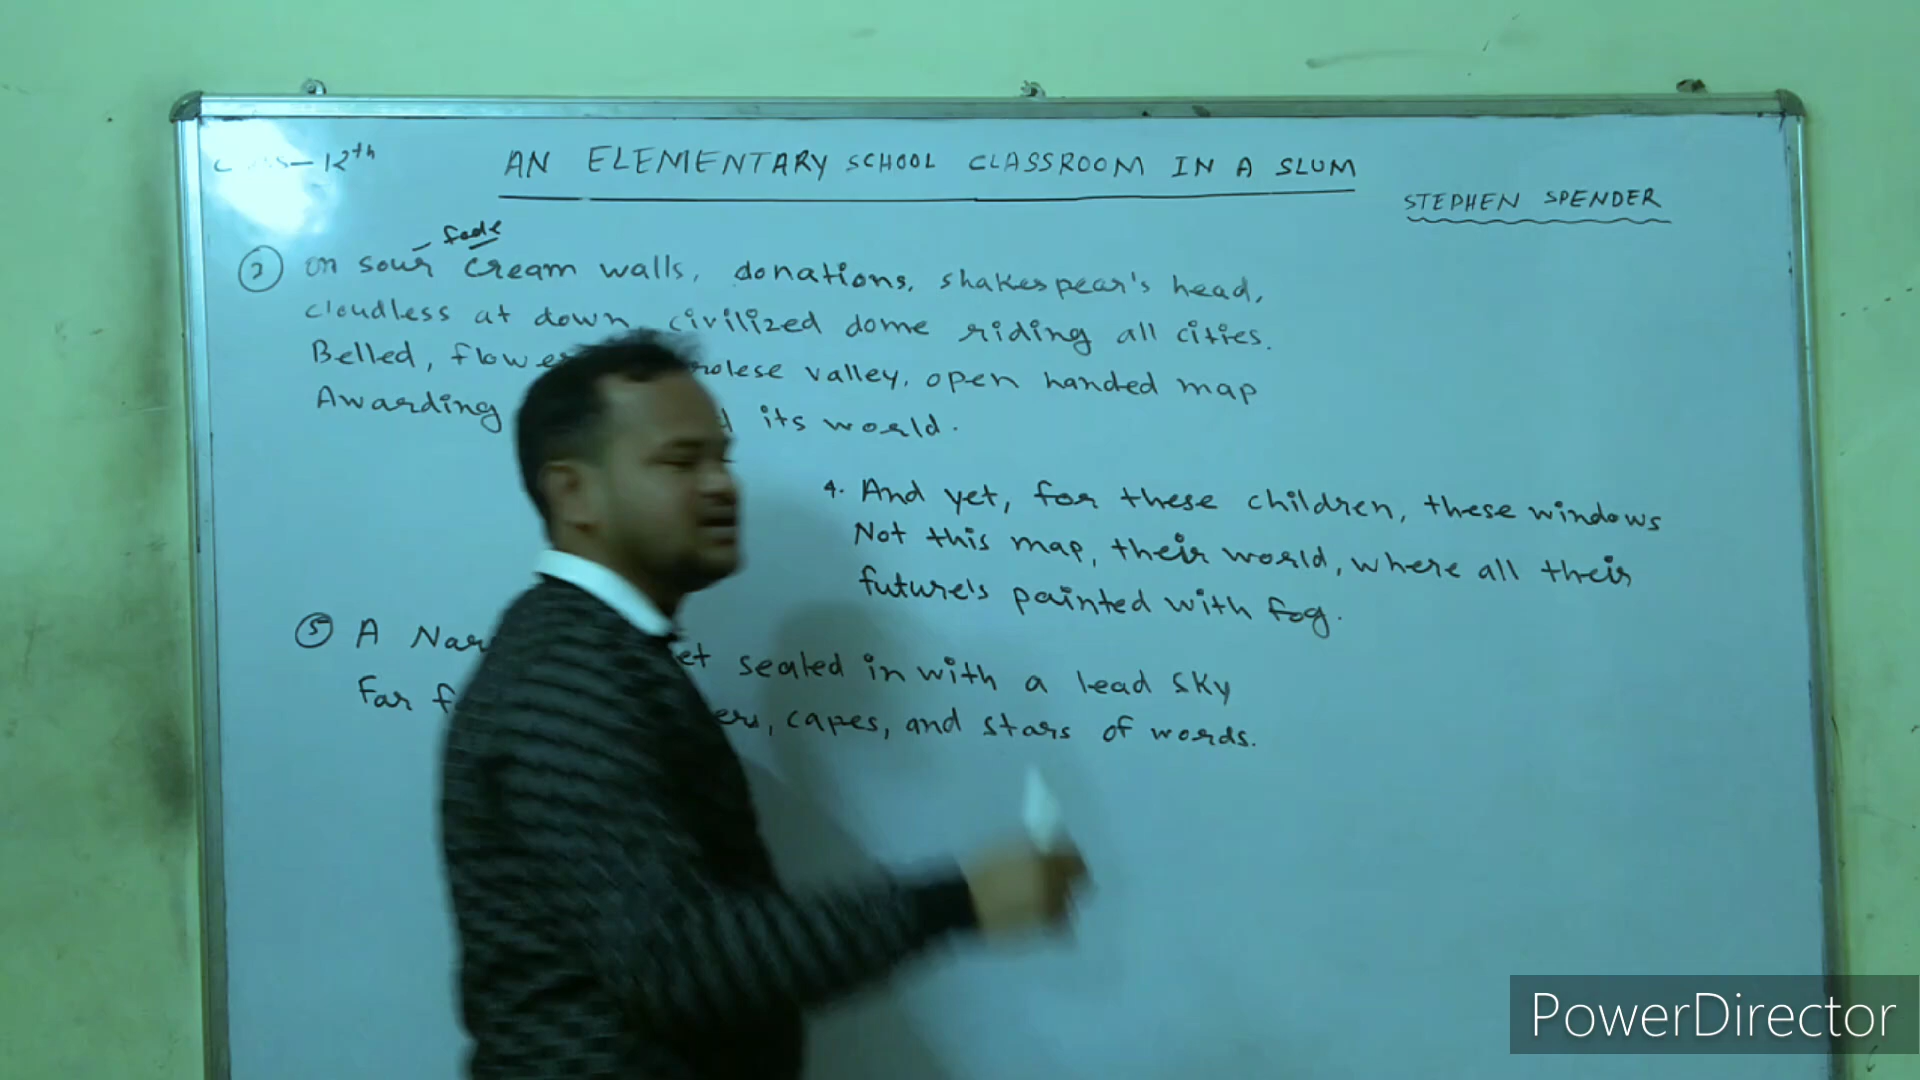 12th
AN ELEMENTARY SCHOOL CLASSROOM IN A SLUM
STEPHEN SPENDER
fade
on sour cream walls, donations, shakespear's head,
cloudless at down, civilized dome riding all cities.
Belled, valley, open handed map
Awarding its world.
4. And yet, for these children, these windows
Not this map, their world, where all their
future's painted with fog.
5 A sealed in with a lead sky
Far capes, and stars of words.
PowerDirector